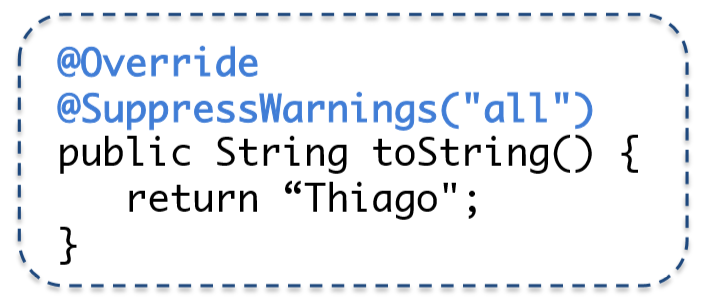 @Override
@SuppressWarnings("all")
public String toString() {
return “Thiago";
}